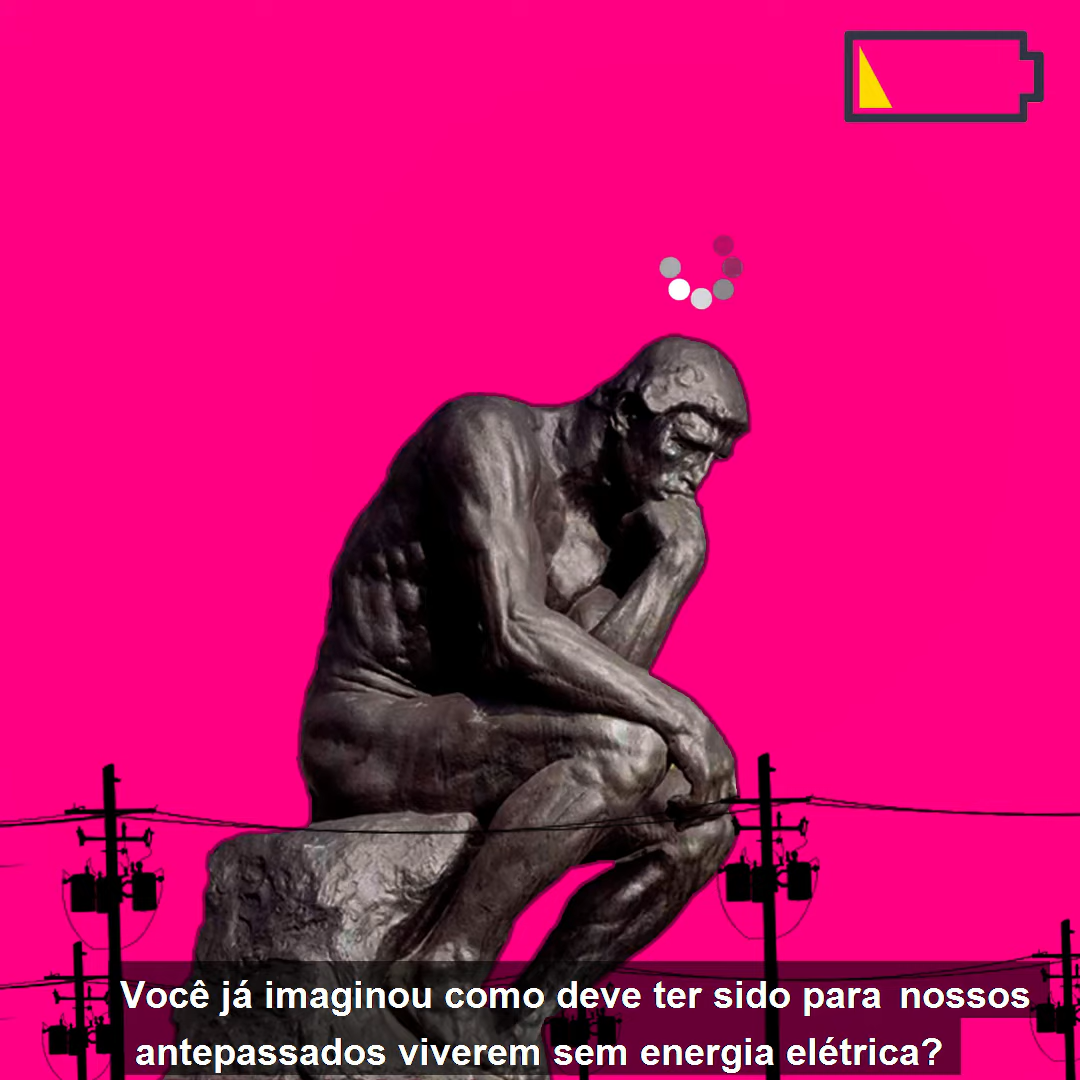 Você já imaginou como deve ter sido para nossos
antepassados viverem sem energia elétrica?